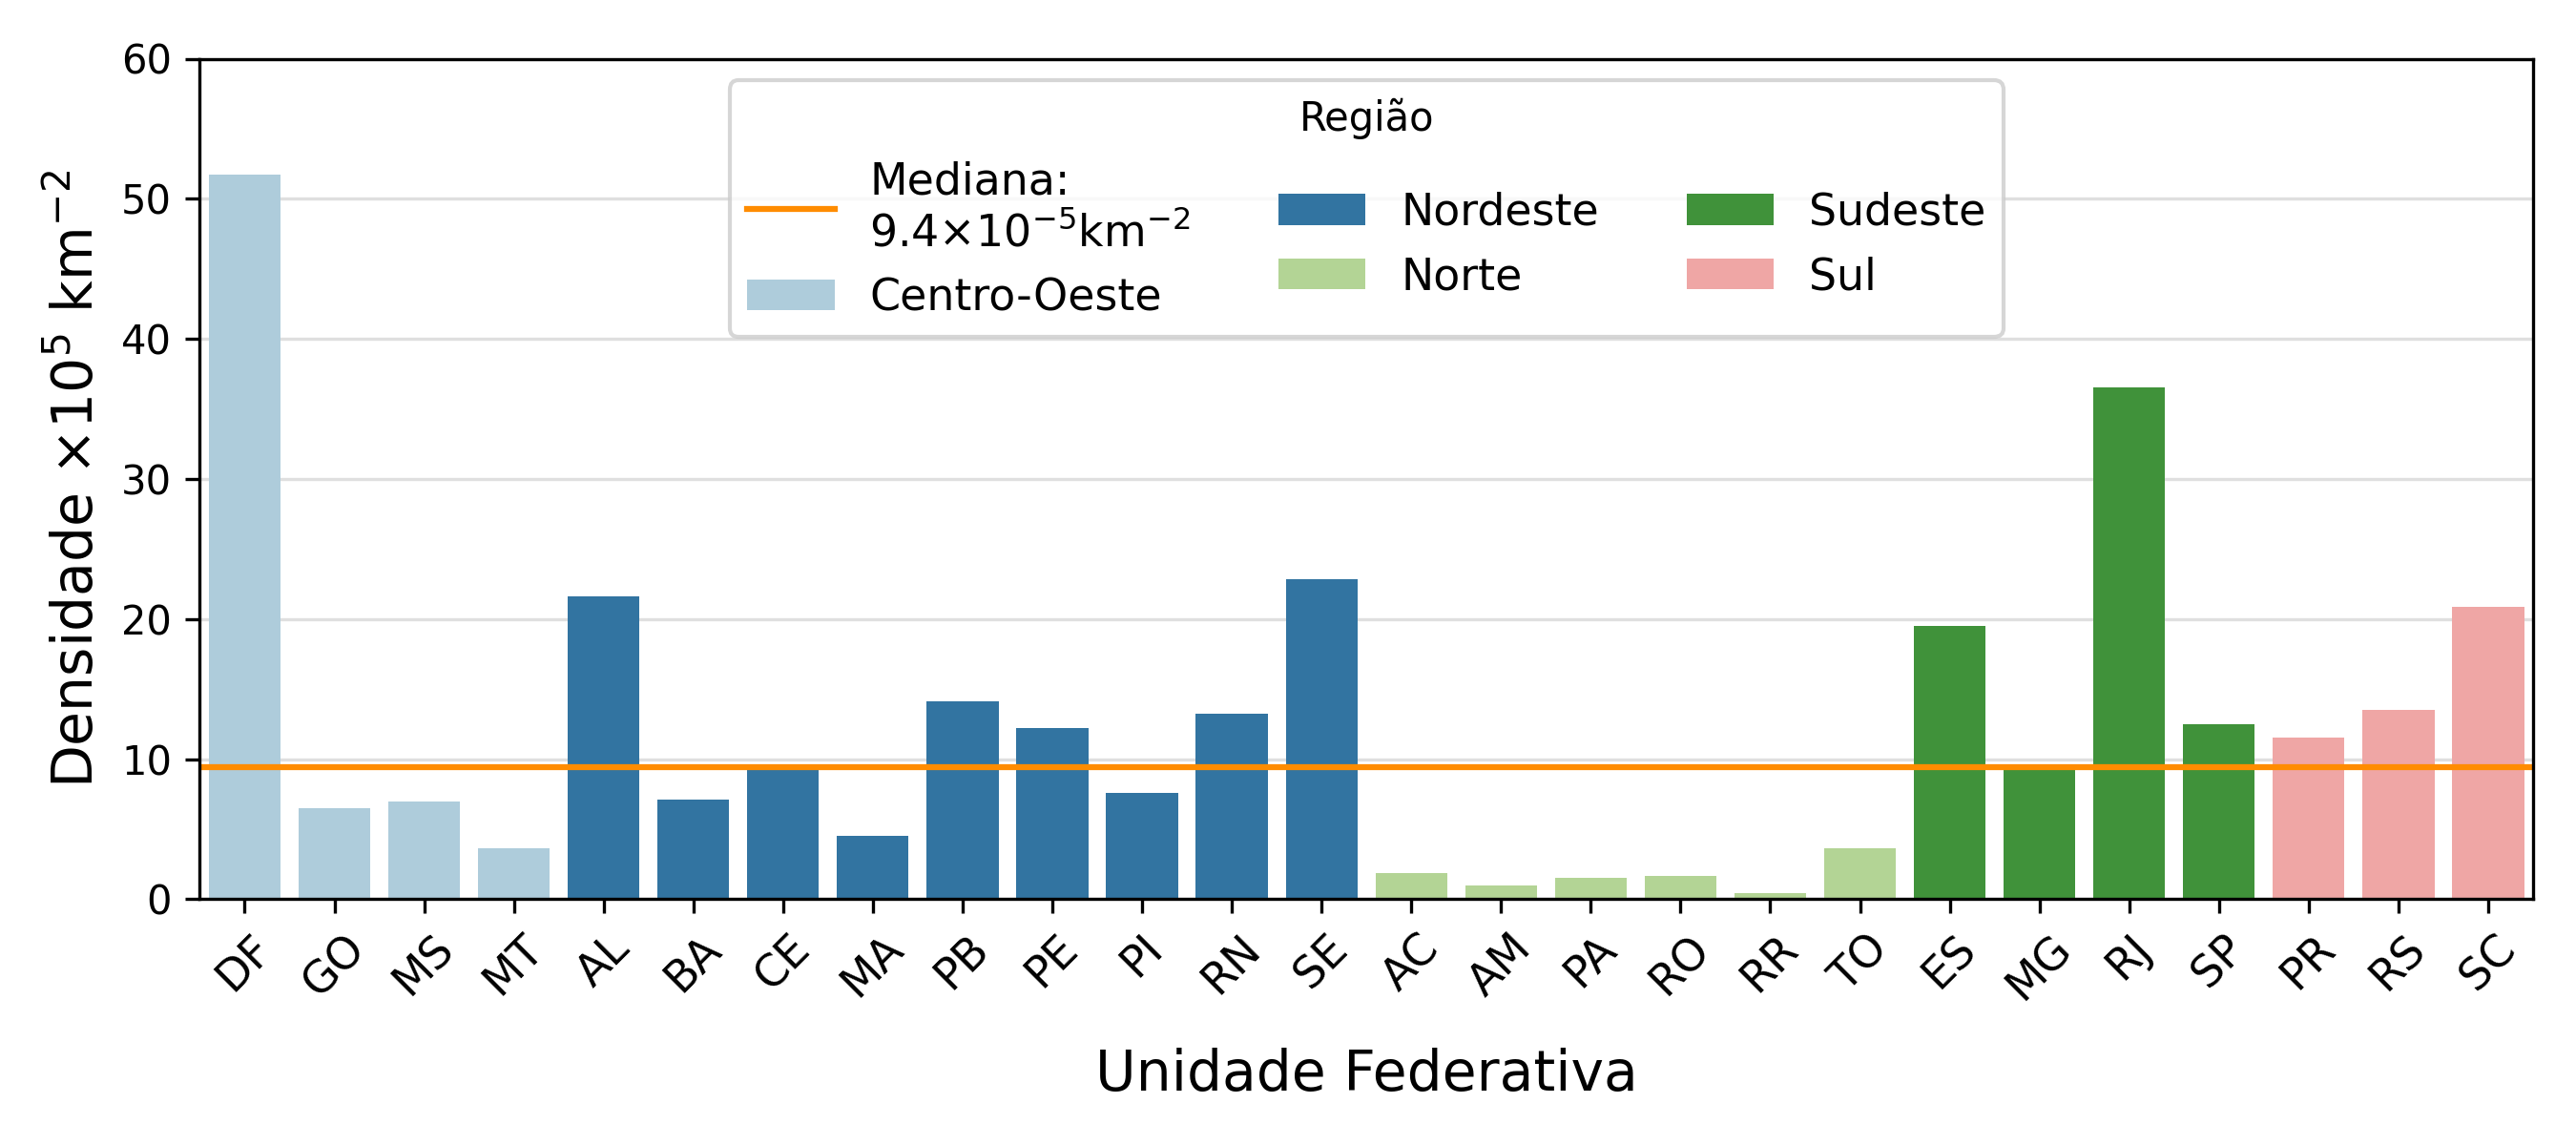 Densidade ×10⁵ km⁻²
60
50
40
30
20
10
0
Região
Mediana:
9.4×10⁻⁵km⁻²
Centro-Oeste
Nordeste
Norte
Sudeste
Sul
DF GO MS MT AL BA CE MA PB PE PI RN SE AC AM PA RO RR TO ES MG RJ SP PR RS SC
Unidade Federativa